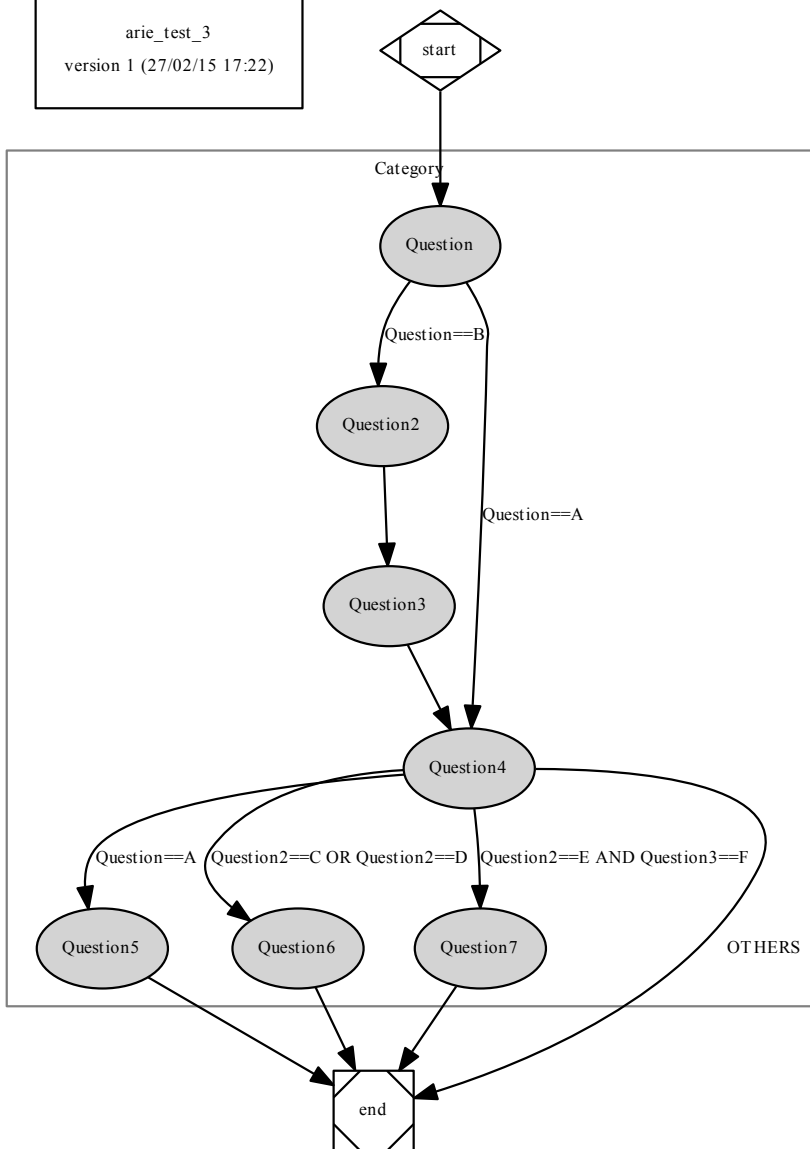 arie_test_3
version 1 (27/02/15 17:22)
start
Category
Question
Question==B
Question2
Question==A
Question3
Question4
Question==A
Question2==C OR Question2==D
Question2==E AND Question3==F
Question5
Question6
Question7
OTHERS
end